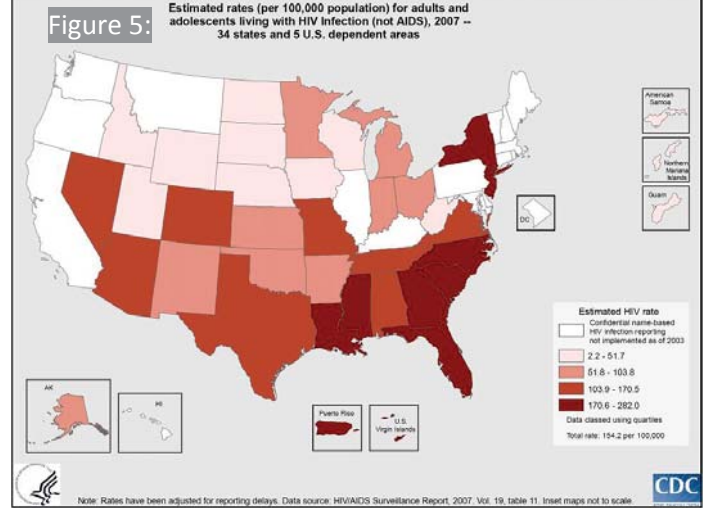 Figure 5:
Estimated rates (per 100,000 population) for adults and
adolescents living with HIV Infection (not AIDS), 2007 --
34 states and 5 U.S. dependent areas
American
Samoa
Northern
Mariana
Islands
Guam
DC
Estimated HIV rate
Confidential name-based
HIV infection reporting
not implemented as of 2003
2.2 - 51.7
51.8 - 103.8
103.9 - 170.5
170.6 - 282.0
Data classed using quartiles
Total rate: 154.2 per 100,000
AK
HI
Puerto Rico
U.S.
Virgin Islands
Note: Rates have been adjusted for reporting delays. Data source: HIV/AIDS Surveillance Report, 2007. Vol. 19, table 11. Inset maps not to scale.
CDC